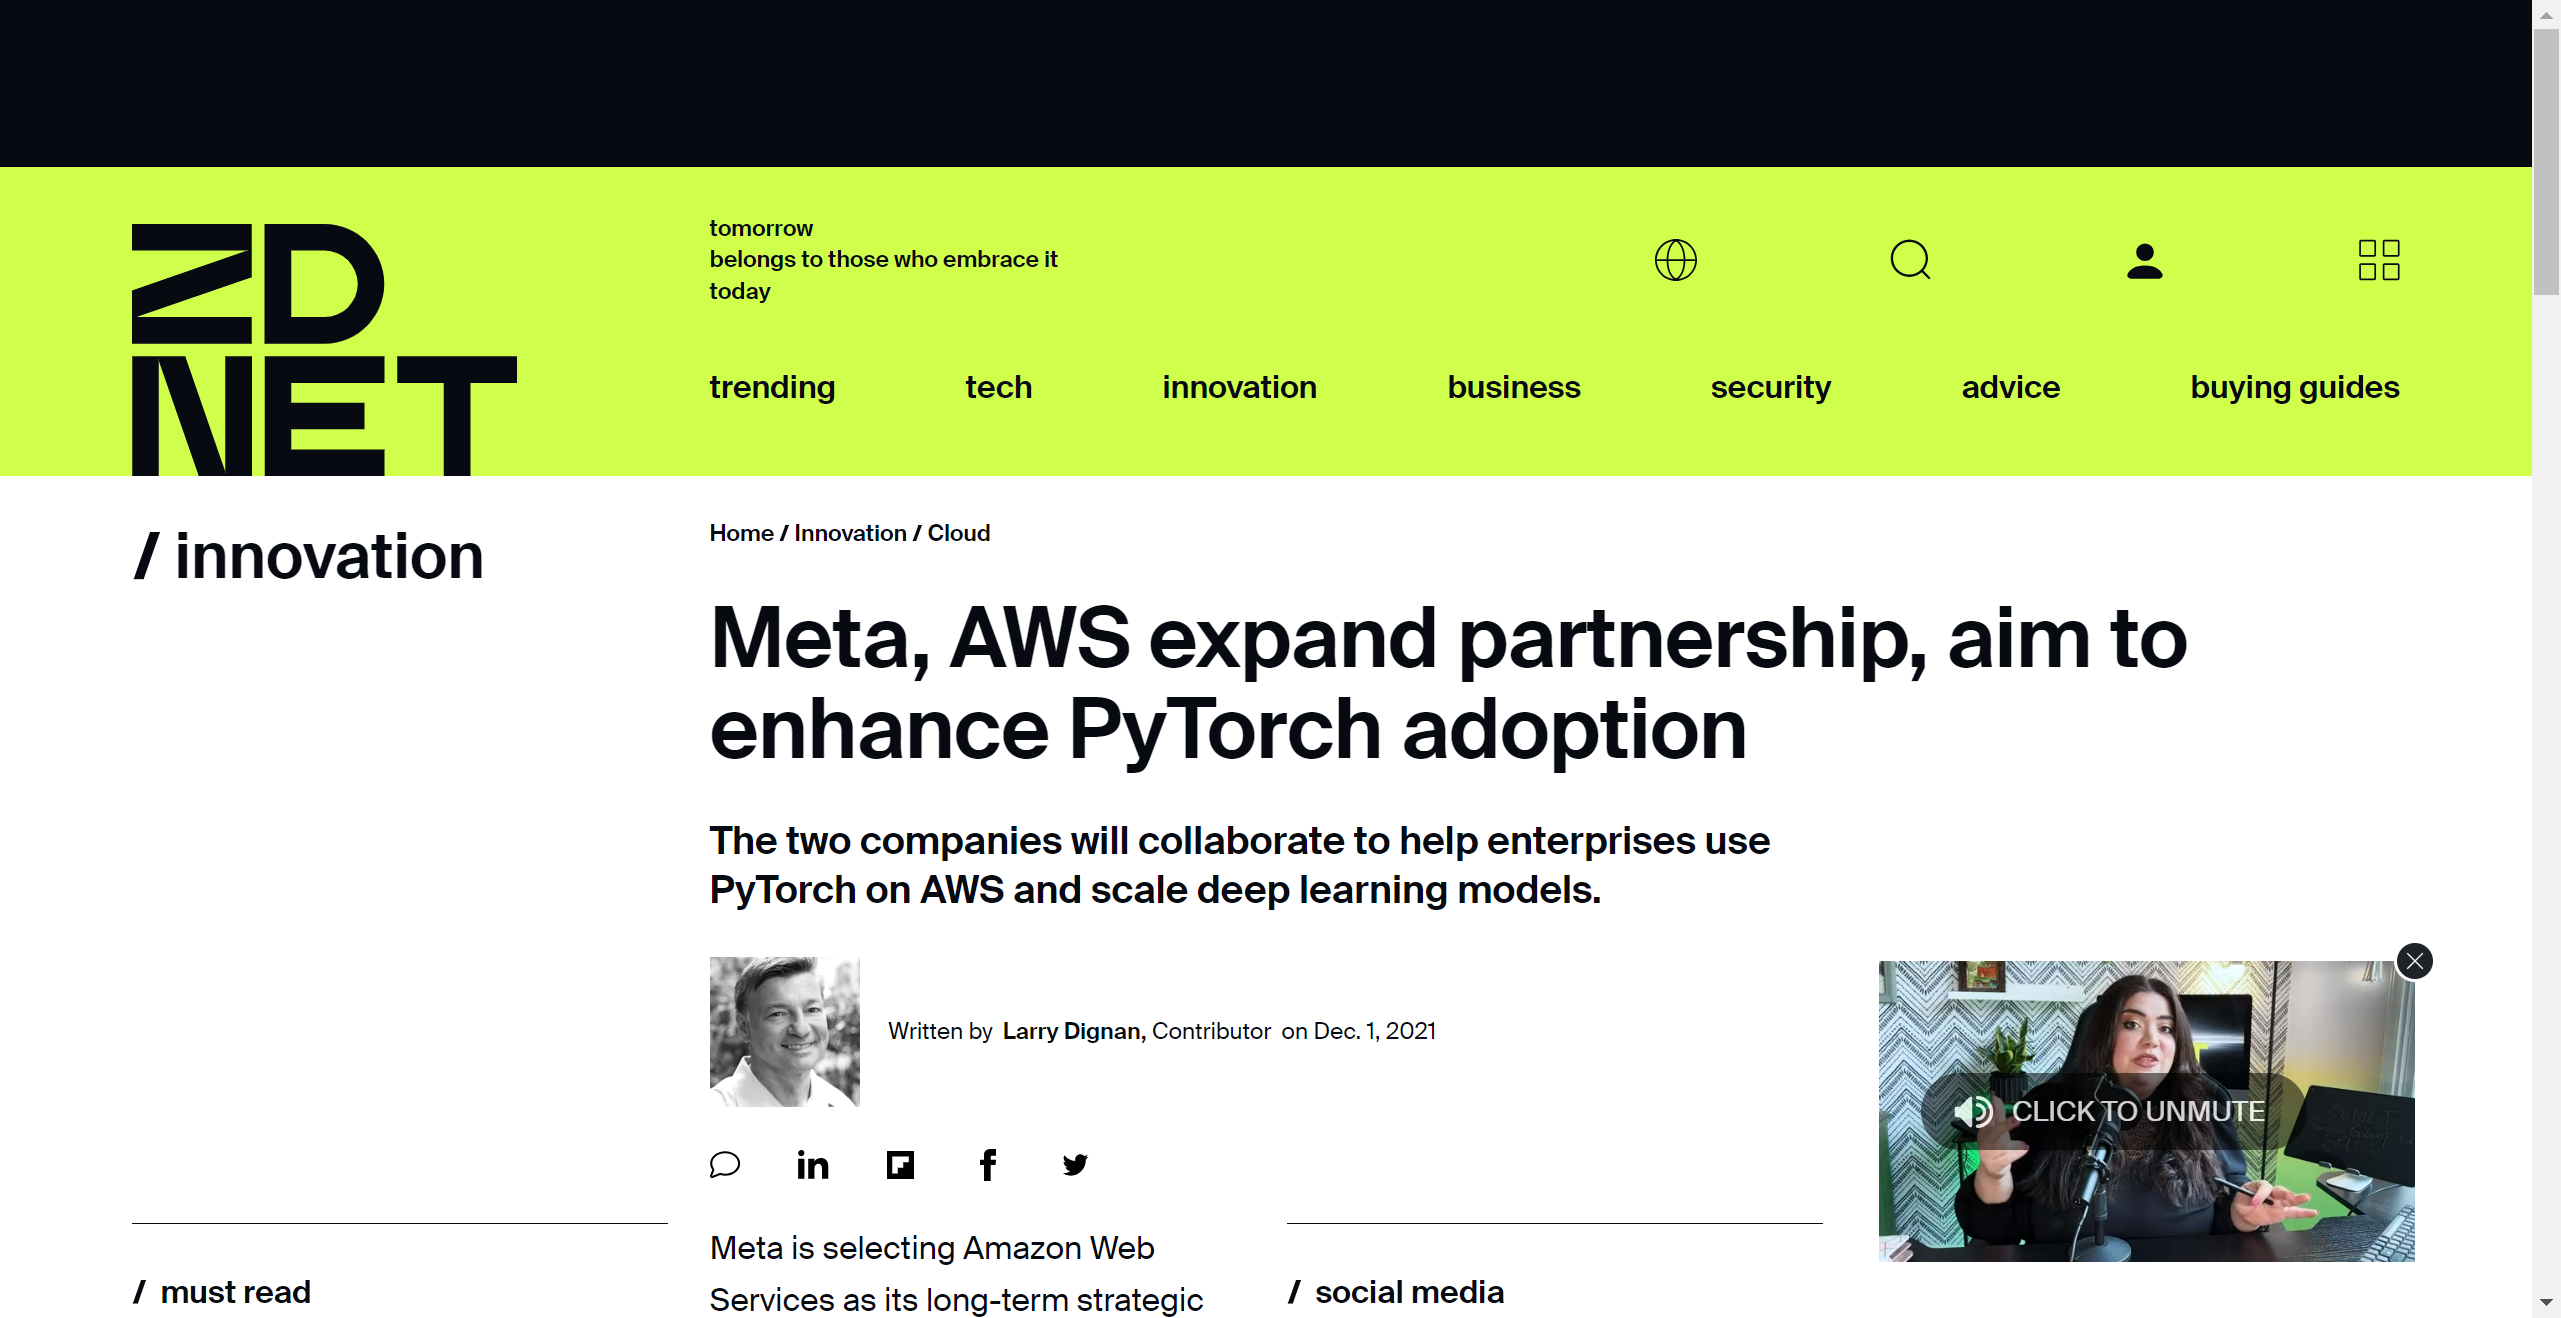 ZD
NET
tomorrow
belongs to those who embrace it
today
trending tech innovation business security advice buying guides
/ innovation
Home / Innovation / Cloud
Meta, AWS expand partnership, aim to
enhance PyTorch adoption
The two companies will collaborate to help enterprises use
PyTorch on AWS and scale deep learning models.
Written by Larry Dignan, Contributor on Dec. 1, 2021
CLICK TO UNMUTE
Meta is selecting Amazon Web
Services as its long-term strategic
/ must read
/ social media